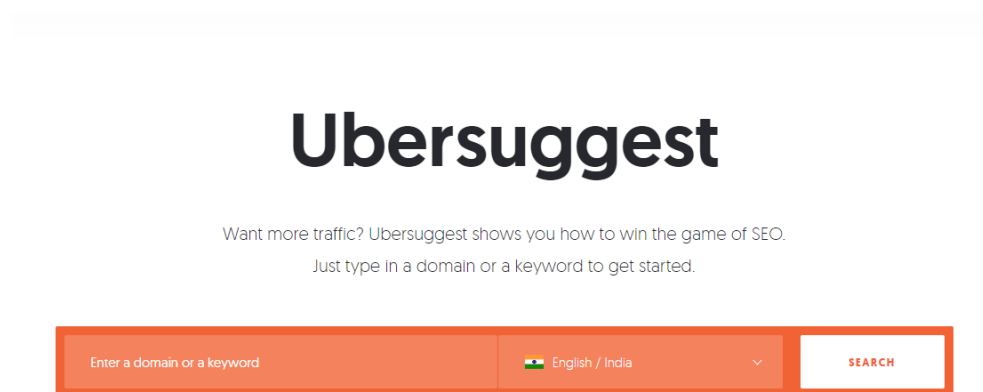 Ubersuggest
Want more traffic? Ubersuggest shows you how to win the game of SEO.
Just type in a domain or a keyword to get started.
Enter a domain or a keyword
English / India
SEARCH